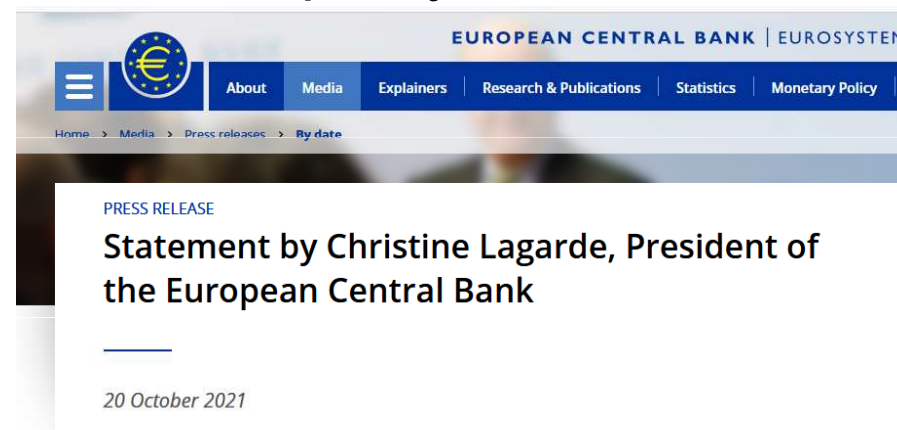 EUROPEAN CENTRAL BANK | EUROSYSTEM
About Media Explainers Research & Publications Statistics Monetary Policy
Home > Media > Press releases > By date
PRESS RELEASE
Statement by Christine Lagarde, President of
the European Central Bank
20 October 2021